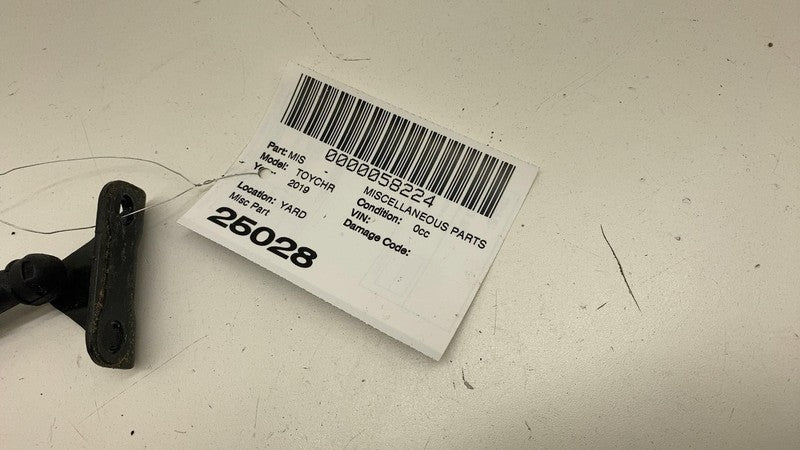 0000058224
Part: MIS - MISCELLANEOUS PARTS
Model: TOYCHR Condition: 0cc
2019 VIN:
Location: YARD Damage Code:
Misc Part
25028